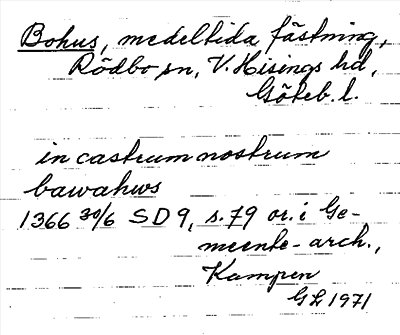 Bohus, medeltida fästning,
Rödbo sn, V. Hisings hd,
Göteb. l.
in castrum nostrum
bawahws
1366 30/6 SD 9, s. 79 or. i Ge-
meente-arch.,
Kampen
GL 1971